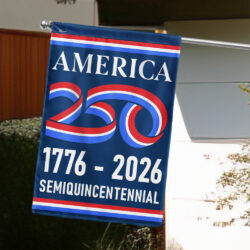 AMERICA
250
1776 - 2026
SEMIQUINCENTENNIAL